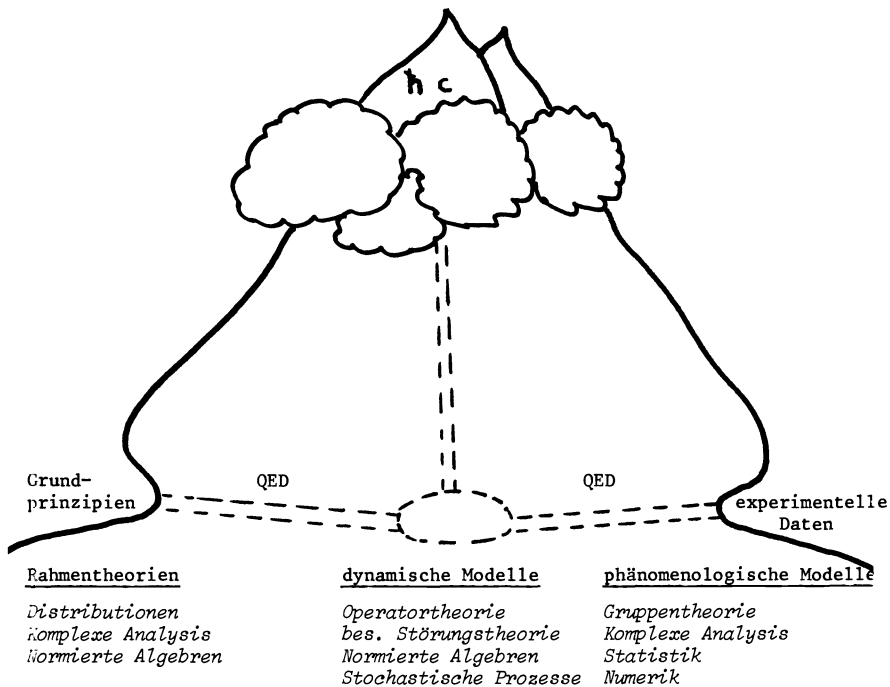 ħ c
Grund-
prinzipien
QED
QED
experimentelle
Daten
Rahmentheorien
Distributionen
Komplexe Analysis
Normierte Algebren
dynamische Modelle
Operatortheorie
bes. Störungstheorie
Normierte Algebren
Stochastische Prozesse
phänomenologische Modelle
Gruppentheorie
Komplexe Analysis
Statistik
Numerik